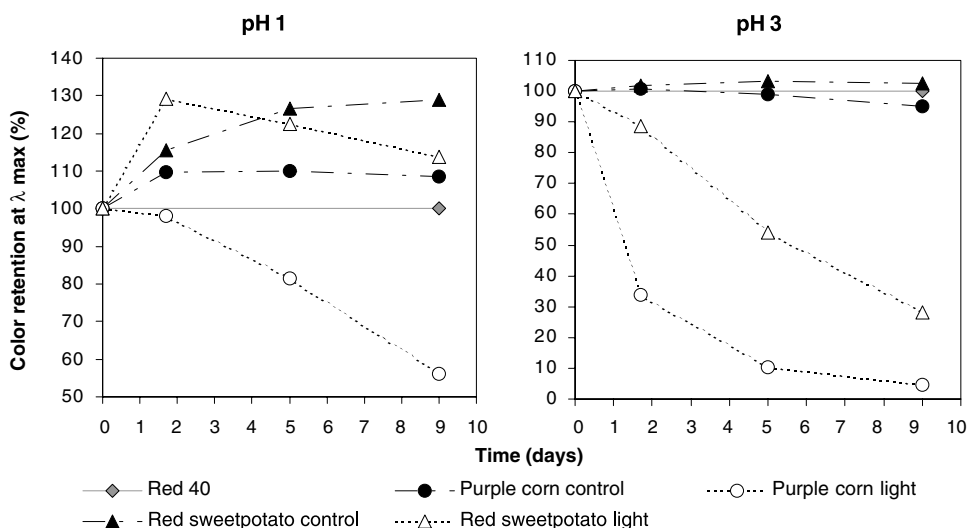 pH 1
pH 3
Color retention at λ max (%)
140
130
120
110
100
90
80
70
60
50
0 1 2 5 4 5 6 7 8 9 10
110
100
90
80
70
60
50
40
30
20
10
0
0 1 2 5 4 5 6 7 8 9 10
Time (days)
Red 40
Purple corn control
Purple corn light
Red sweetpotato control
Red sweetpotato light